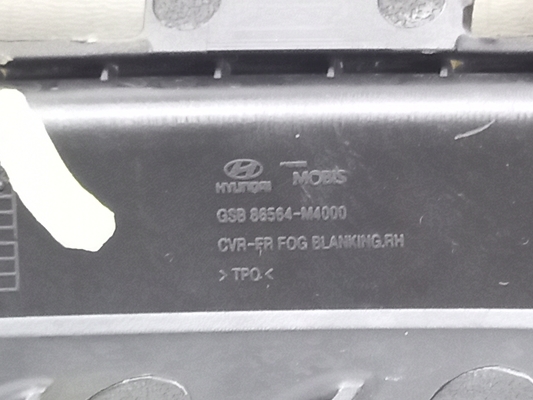 HYUNDAI MOBIS
GSB 86564-M4000
CVR-FR FOG BLANKING.RH
>TPO<